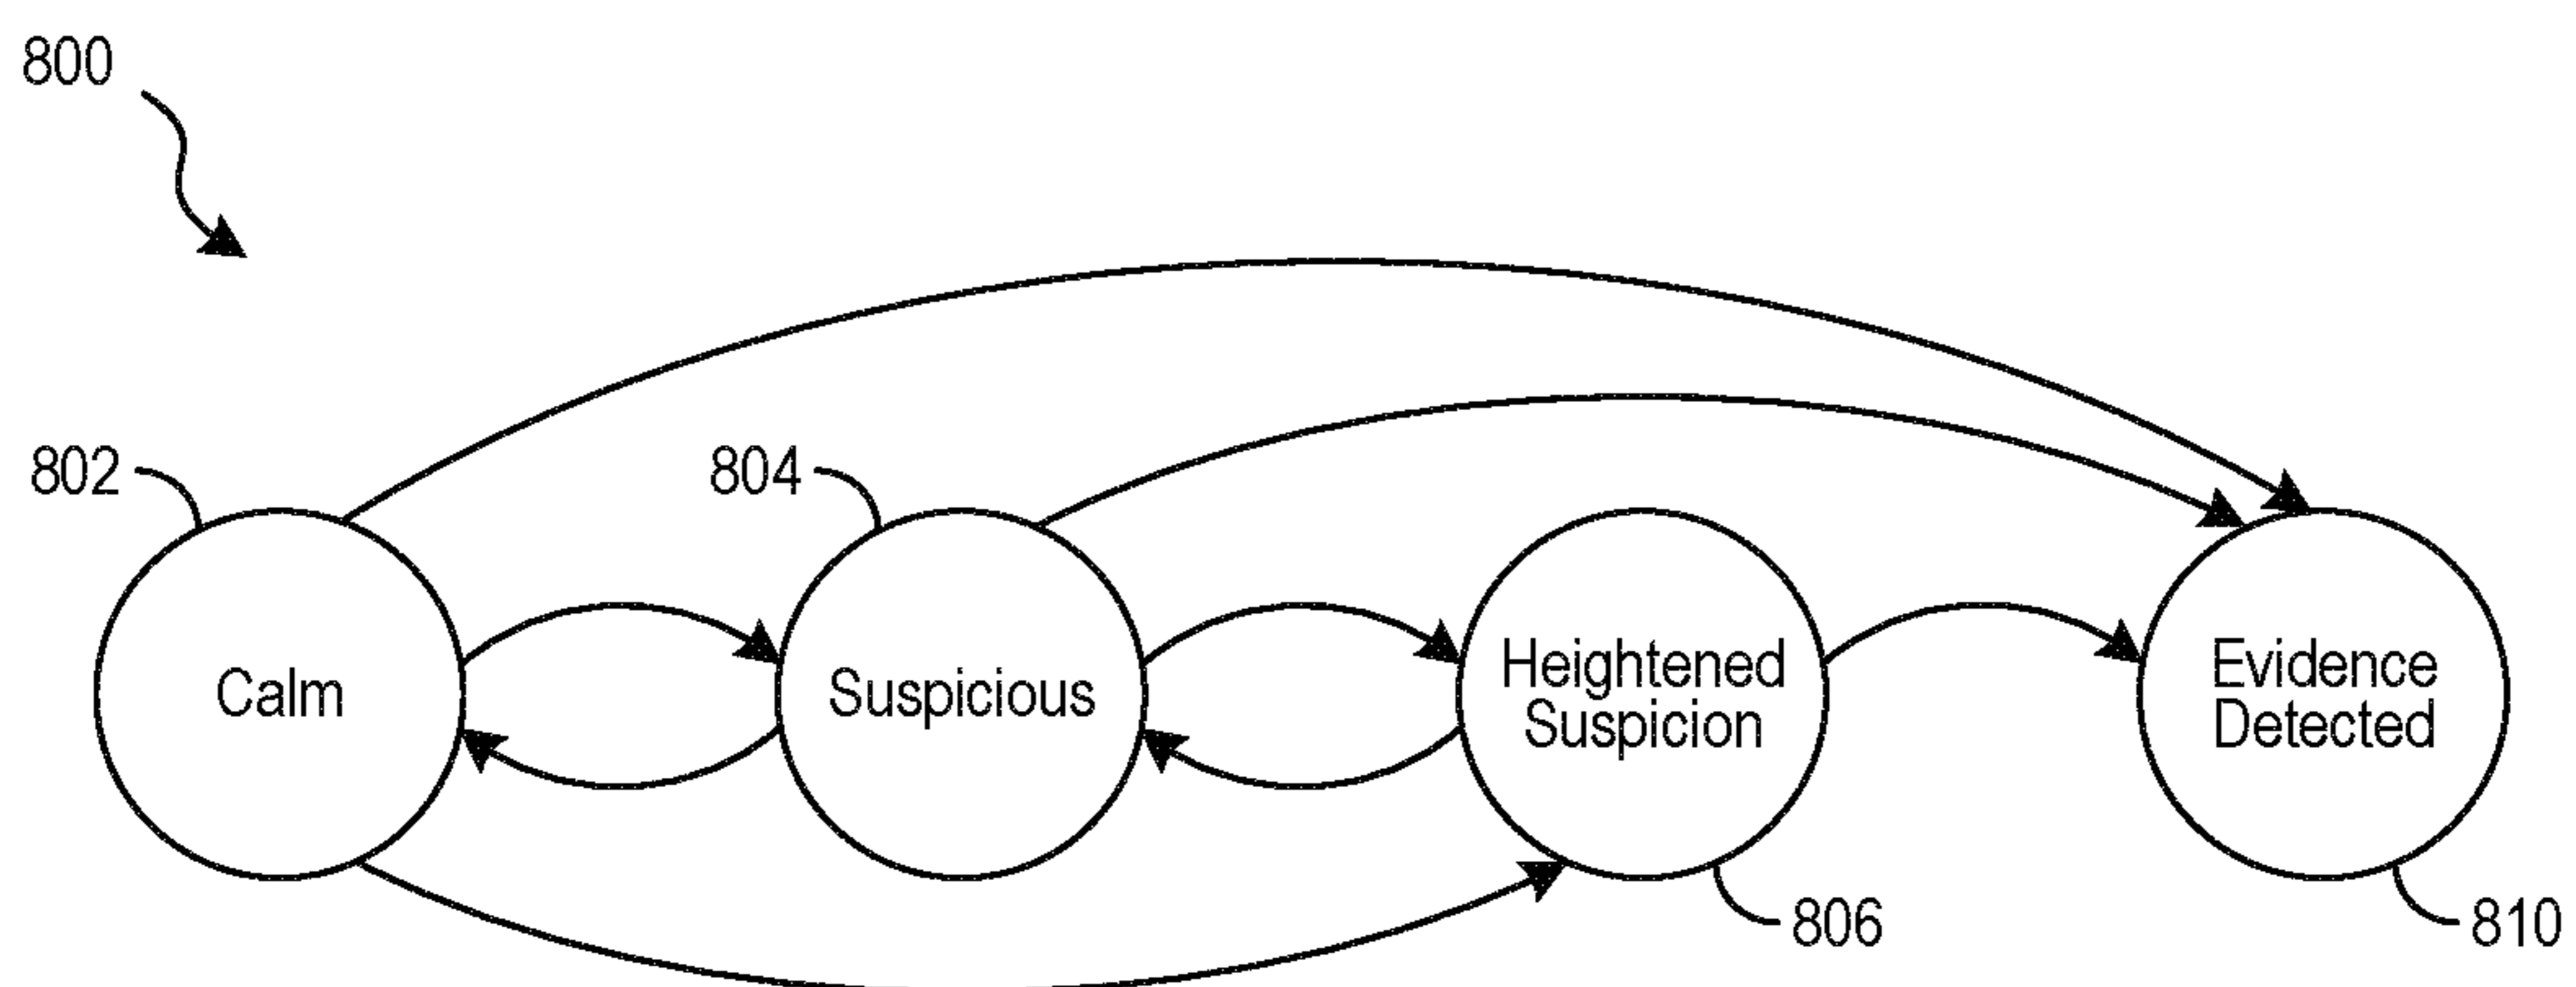 800
802
804
Calm
Suspicious
Heightened
Suspicion
Evidence
Detected
806
810